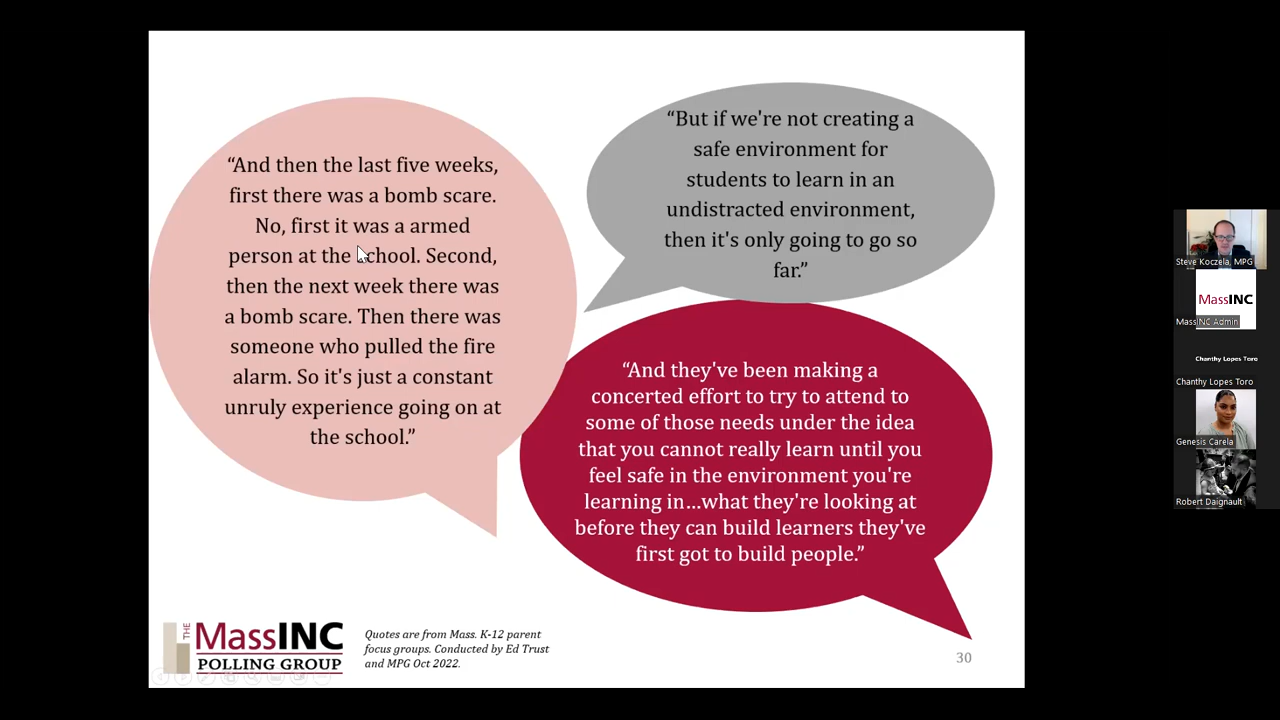 “And then the last five weeks,
first there was a bomb scare.
No, first it was a armed
person at the school. Second,
then the next week there was
a bomb scare. Then there was
someone who pulled the fire
alarm. So it's just a constant
unruly experience going on at
the school.”
“But if we're not creating a
safe environment for
students to learn in an
undistracted environment,
then it's only going to go so
far.”
“And they've been making a
concerted effort to try to attend to
some of those needs under the idea
that you cannot really learn until you
feel safe in the environment you're
learning in…what they're looking at
before they can build learners they've
first got to build people.”
THE
MassINC
POLLING GROUP
Quotes are from Mass. K-12 parent
focus groups. Conducted by Ed Trust
and MPG Oct 2022.
30
Steve Koczela, MPG
MassINC
MassINC Admin
Chanthy Lopes Toro
Chanthy Lopes Toro
Genesis Carela
Robert Daignault